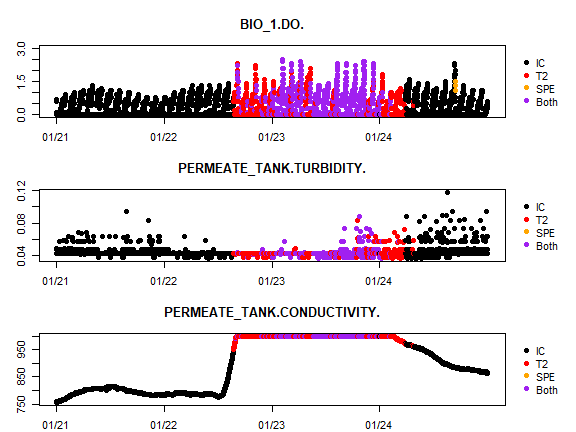 BIO_1.DO.
3.0
1.5
0.0
01/21 01/22 01/23 01/24
IC
T2
SPE
Both
PERMEATE_TANK.TURBIDITY.
0.12
0.08
0.04
01/21 01/22 01/23 01/24
IC
T2
SPE
Both
PERMEATE_TANK.CONDUCTIVITY.
950
850
750
01/21 01/22 01/23 01/24
IC
T2
SPE
Both